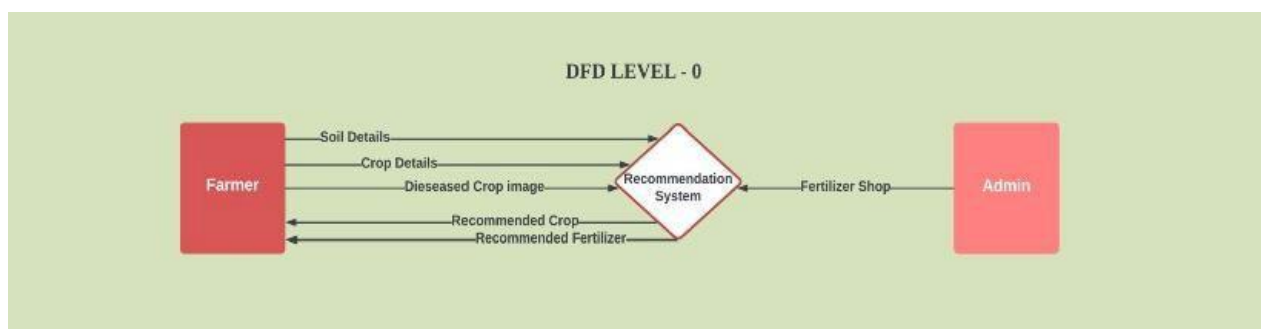 DFD LEVEL - 0
Soil Details
Crop Details
Farmer
Dieseased Crop image
Recommendation
System
Fertilizer Shop
Admin
Recommended Crop
Recommended Fertilizer